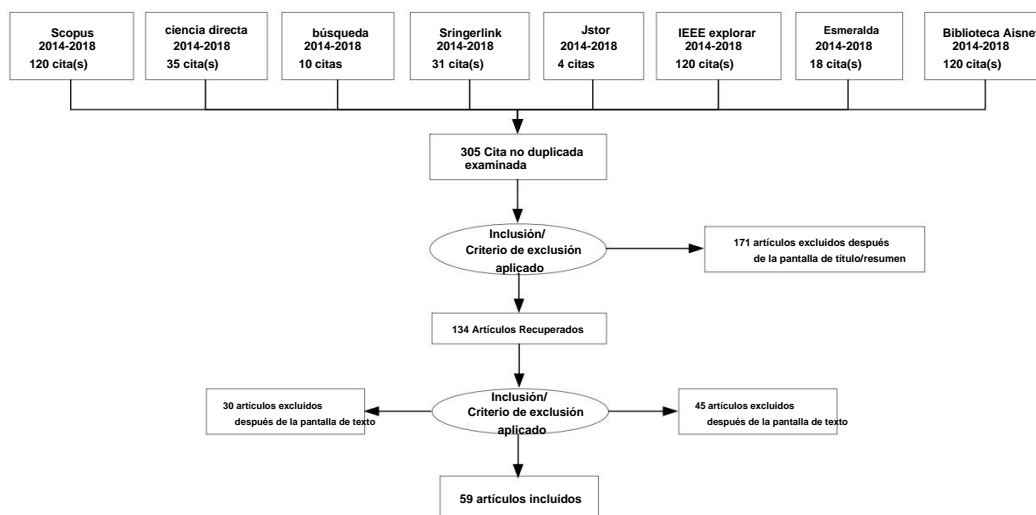 Scopus
2014-2018
120 cita(s)
ciencia directa
2014-2018
35 cita(s)
búsqueda
2014-2018
10 citas
Sringerlink
2014-2018
31 cita(s)
Jstor
2014-2018
4 citas
IEEE explorar
2014-2018
120 cita(s)
Esmeralda
2014-2018
18 cita(s)
Biblioteca Aisnet
2014-2018
120 cita(s)
305 Cita no duplicada
examinada
Inclusión/
Criterio de exclusión
aplicado
171 artículos excluidos después
de la pantalla de título/resumen
134 Artículos Recuperados
30 artículos excluidos
después de la pantalla de texto
Inclusión/
Criterio de exclusión
aplicado
45 artículos excluidos
después de la pantalla de texto
59 artículos incluidos